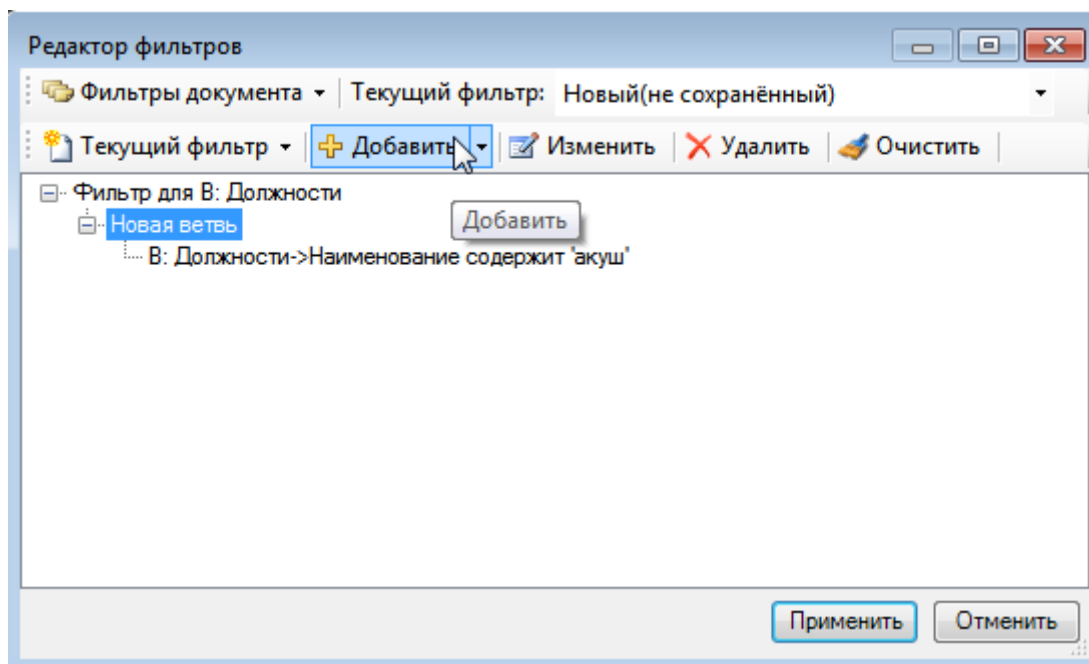 Редактор фильтров
Фильтры документа Текущий фильтр: Новый(не сохранённый)
Текущий фильтр Добавить Изменить Удалить Очистить
Фильтр для В: Должности
Новая ветвь
Добавить
В: Должности->Наименование содержит 'акуш'
Применить Отменить